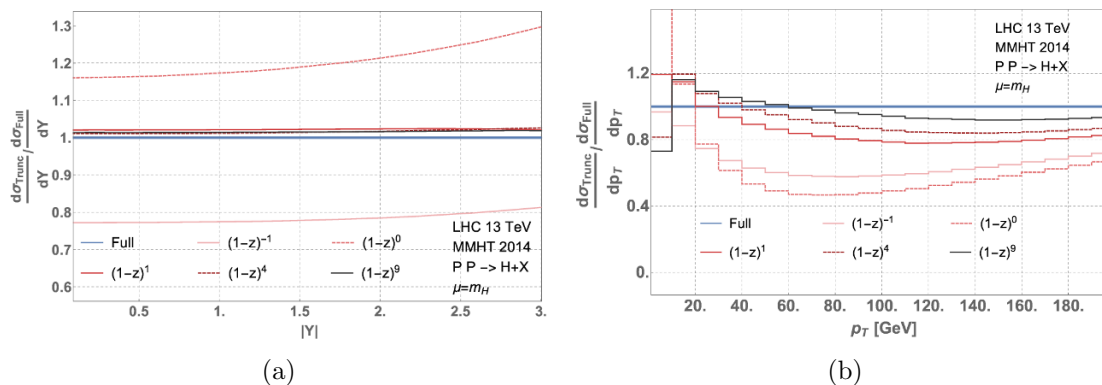 1.3
1.2
1.1
1.0
0.9
0.8
0.7
0.6
dσTrunc/dY / dσFull/dY
LHC 13 TeV
MMHT 2014
P P -> H+X
μ=mH
Full
(1-z)⁻¹
(1-z)⁰
(1-z)¹
(1-z)⁴
(1-z)⁹
0.5 1. 1.5 2. 2.5 3.
|Y|
(a)
1.2
0.8
0.4
0.
dσTrunc/dpT / dσFull/dpT
LHC 13 TeV
MMHT 2014
P P -> H+X
μ=mH
Full
(1-z)⁻¹
(1-z)⁰
(1-z)¹
(1-z)⁴
(1-z)⁹
20. 40. 60. 80. 100. 120. 140. 160. 180.
pT [GeV]
(b)